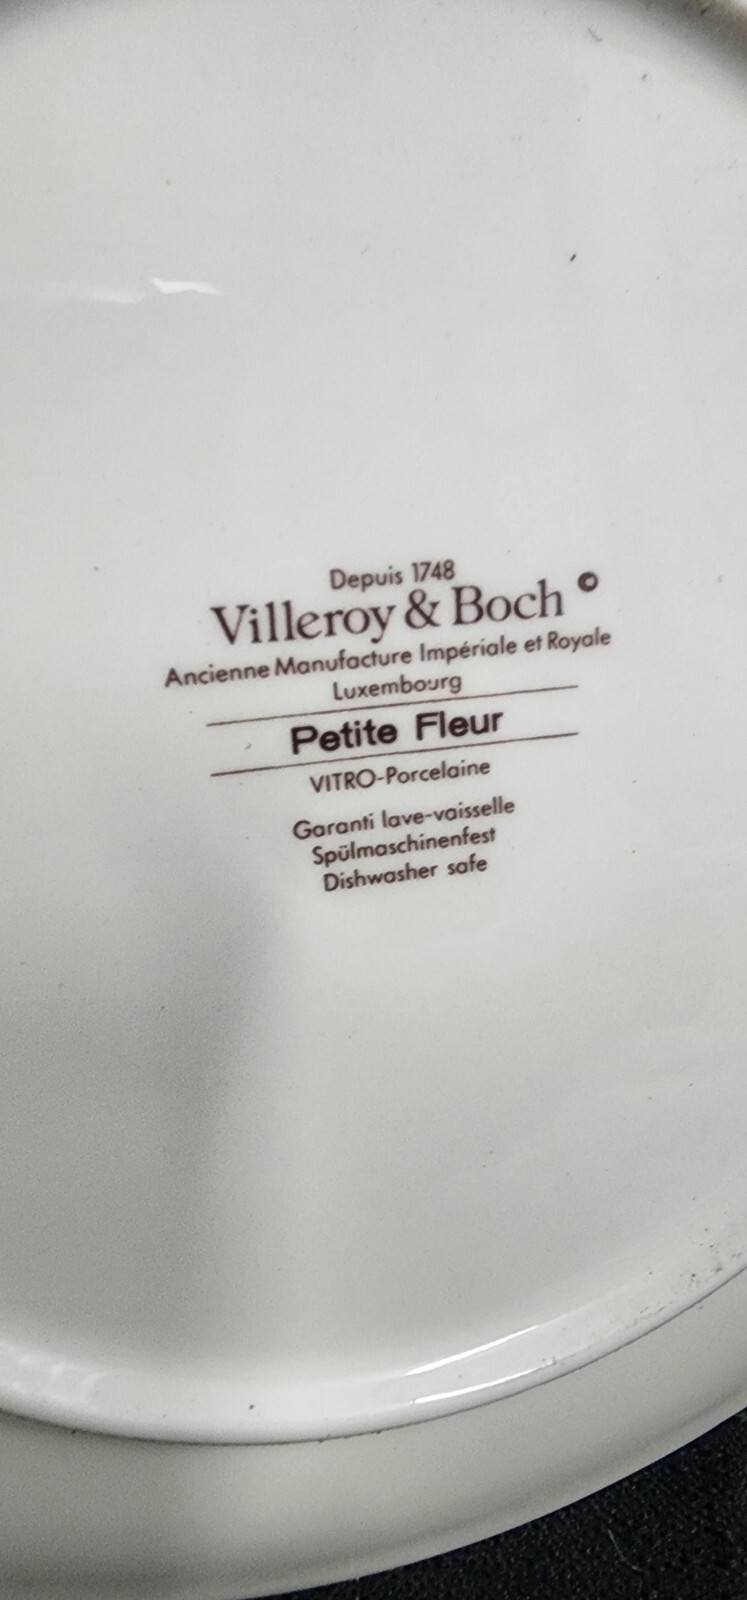 Depuis 1748
Villeroy & Boch ©
Ancienne Manufacture Impériale et Royale
Luxembourg
Petite Fleur
VITRO-Porcelaine
Garanti lave-vaisselle
Spülmaschinenfest
Dishwasher safe